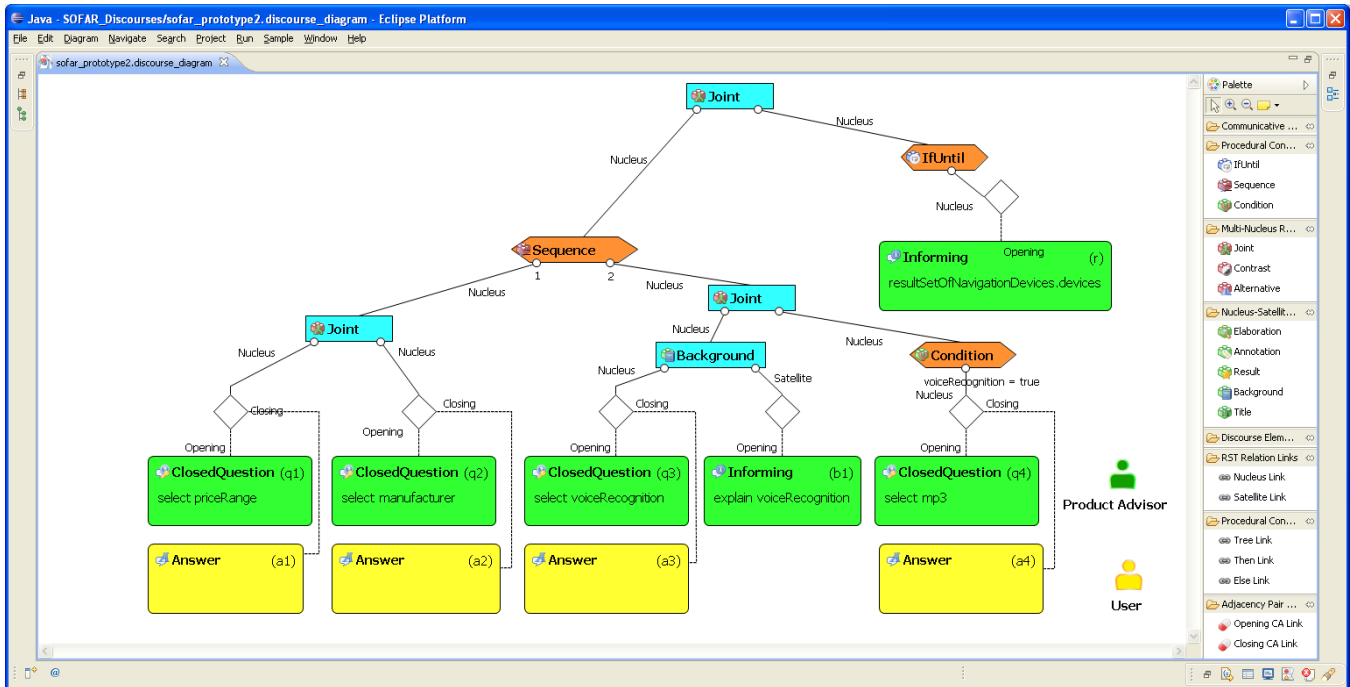 Java - SOFAR_Discourses/sofar_prototype2.discourse_diagram - Eclipse Platform
File Edit Diagram Navigate Search Project Run Sample Window Help
sofar_prototype2.discourse_diagram
Joint
Nucleus
Nucleus
IfUntil
Nucleus
Sequence
1 2
Opening
Informing (r)
resultSetOfNavigationDevices.devices
Nucleus
Nucleus
Joint
Joint
Nucleus
Nucleus
Nucleus
Nucleus
Background
Condition
Nucleus
Satellite
voiceRecognition = true
Nucleus
Closing
Closing
Closing
Closing
Opening
Opening
Opening
Opening
Opening
ClosedQuestion (q1)
select priceRange
ClosedQuestion (q2)
select manufacturer
ClosedQuestion (q3)
select voiceRecognition
Informing (b1)
explain voiceRecognition
ClosedQuestion (q4)
select mp3
Answer (a1)
Answer (a2)
Answer (a3)
Answer (a4)
Product Advisor
User
Palette
Communicative ...
Procedural Con...
IfUntil
Sequence
Condition
Multi-Nucleus R...
Joint
Contrast
Alternative
Nucleus-Satellit...
Elaboration
Annotation
Result
Background
Title
Discourse Elem...
RST Relation Links
Nucleus Link
Satellite Link
Procedural Con...
Tree Link
Then Link
Else Link
Adjacency Pair ...
Opening CA Link
Closing CA Link